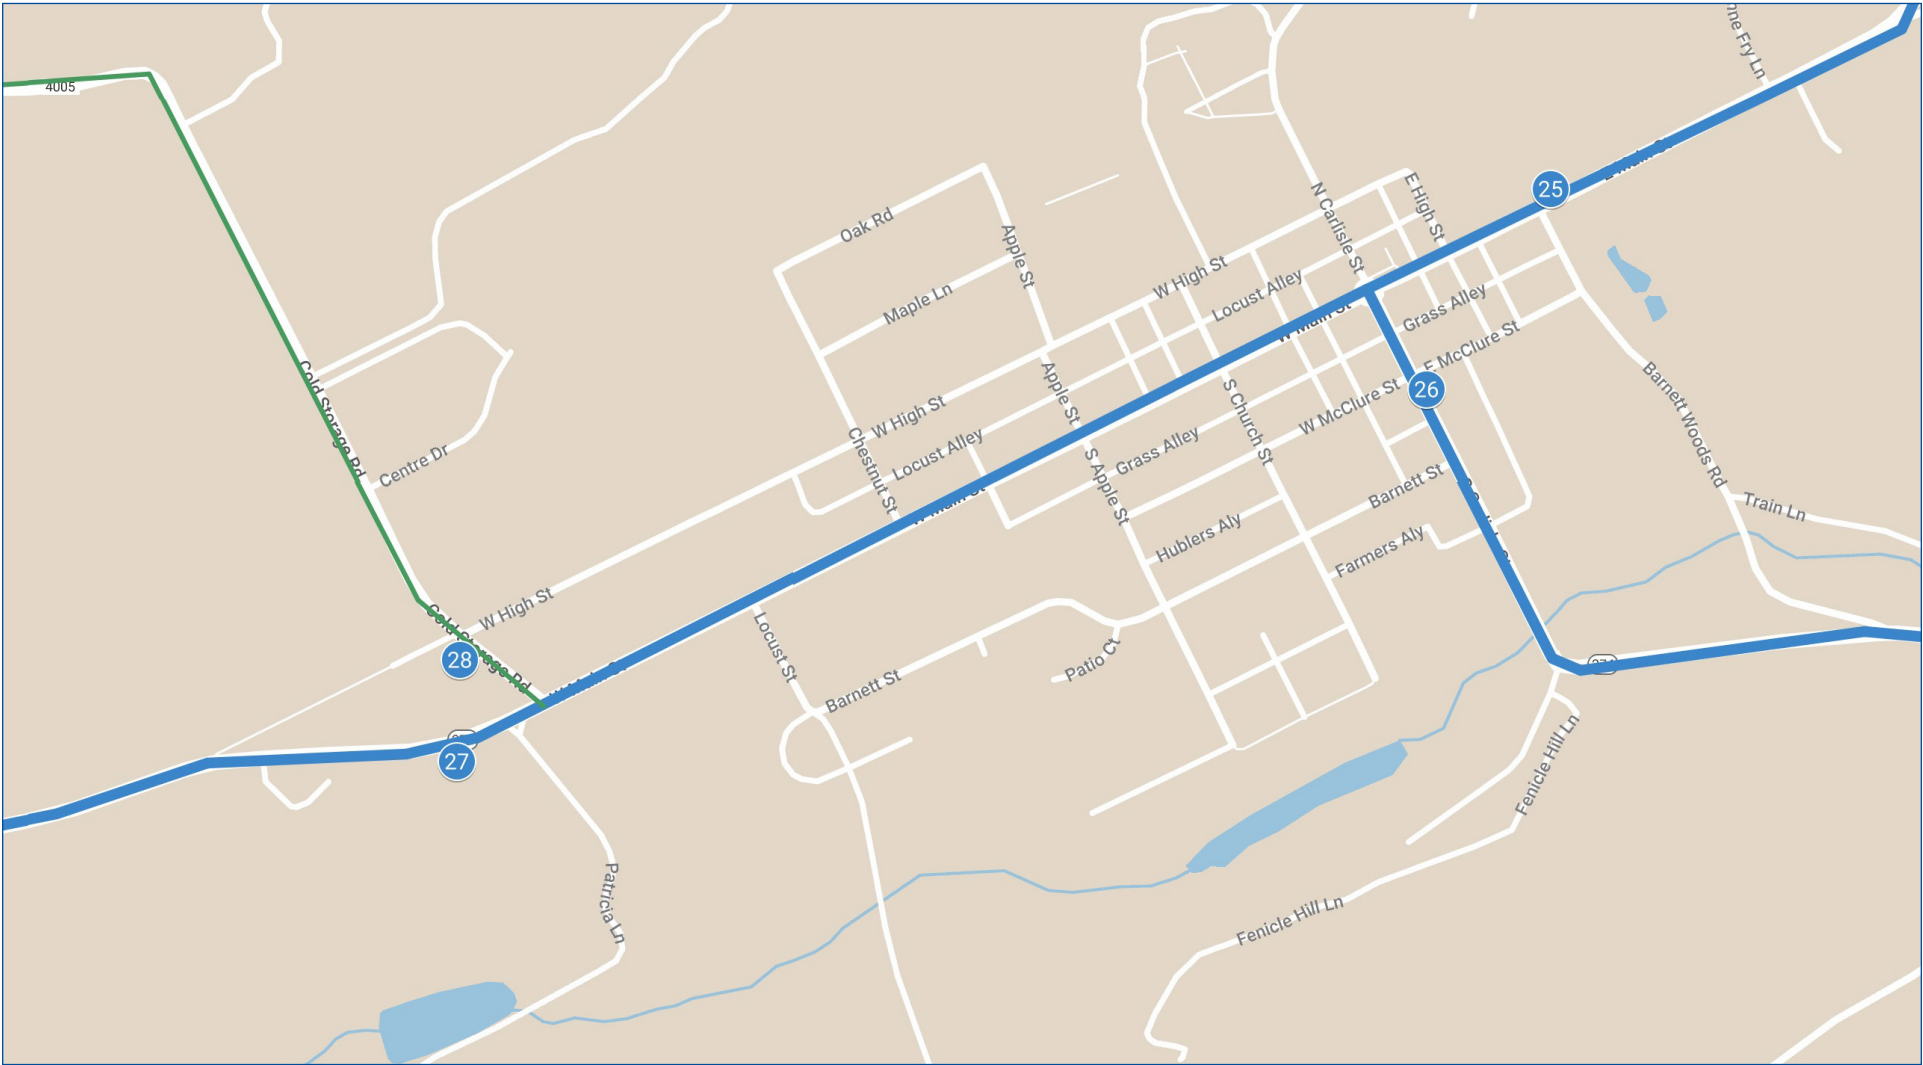 4005
E High St
25
N Carlisle St
Oak Rd
Apple St
W High St
Locust Alley
Maple Ln
Grass Alley
W Main St
E McClure St
Apple St
Cold Storage Rd
26
W McClure St
S Church St
Barnett Woods Rd
W High St
Chestnut St
Locust Alley
Grass Alley
S Apple St
Centre Dr
Barnett St
Train Ln
Hublers Aly
Farmers Aly
W High St
Cold Storage Rd
28
Locust St
Patio Ct
Barnett St
27
Fenicle Hill Ln
Patricia Ln
Fenicle Hill Ln